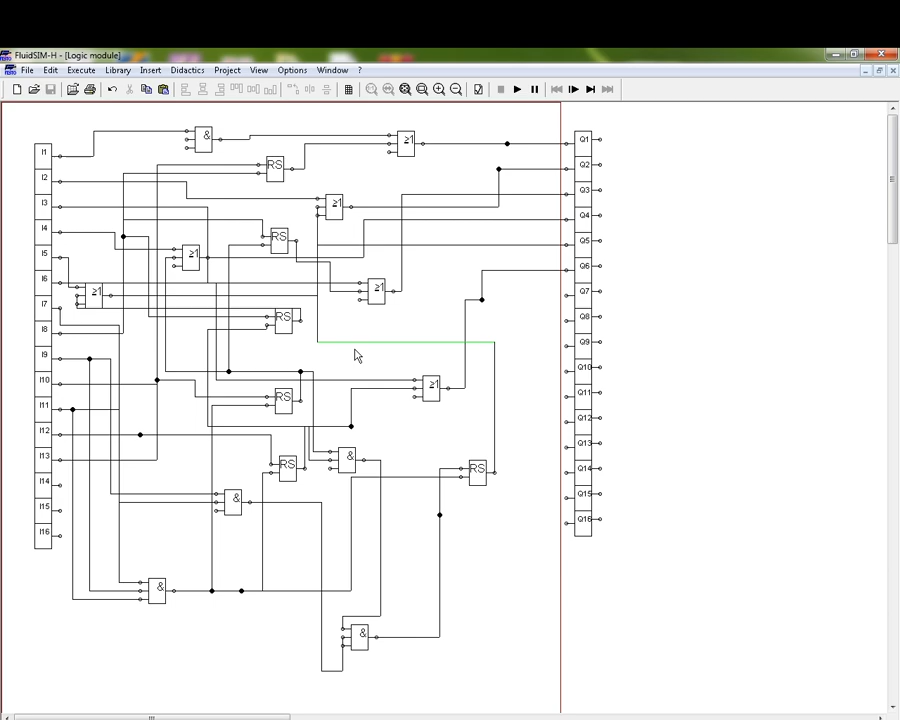 FluidSIM-H - [Logic module]
File Edit Execute Library Insert Didactics Project View Options Window ?
& ≥1 Q1
I1
RS Q2
I2
≥1 Q3
I3
Q4
I4 RS
≥1 Q5
I5
Q6
I6 ≥1 ≥1
Q7
I7 RS Q8
I8
Q9
I9
Q10
I10 ≥1
RS Q11
I11
Q12
I12
Q13
I13 RS & RS Q14
I14
& Q15
I15
Q16
I16
&
&